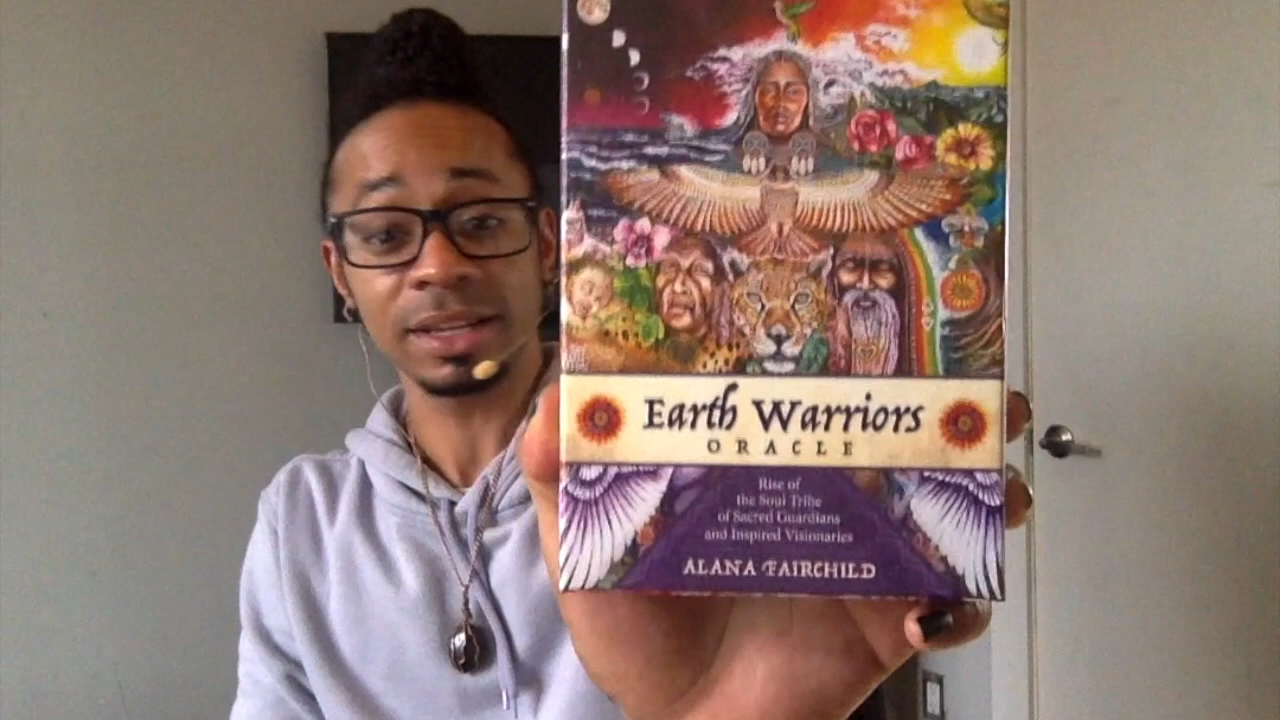 Earth Warriors
ORACLE
Rise of
the Soul Tribe
of Sacred Guardians
and Inspired Visionaries
ALANA FAIRCHILD